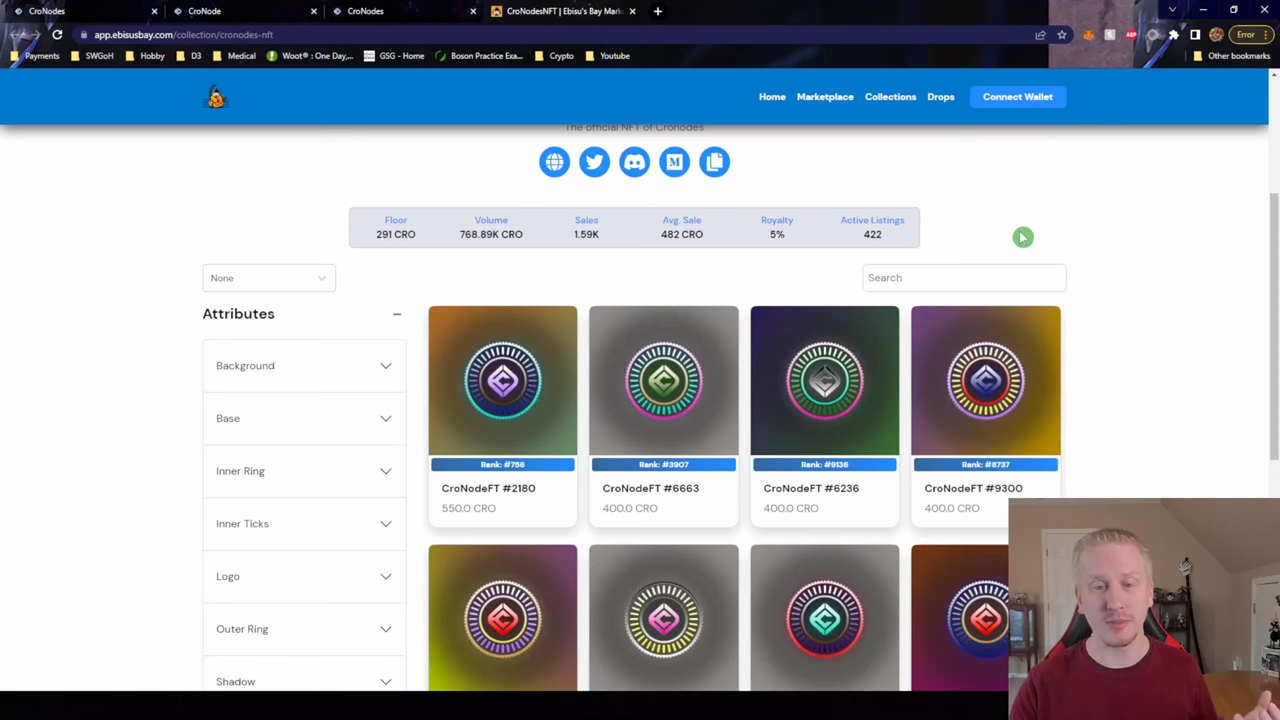 CroNodes
CroNode
CroNodes
CroNodesNFT | Ebisu's Bay Mark
app.ebisusbay.com/collection/cronodes-nft
Error
Payments SWGoH Hobby D3 Medical Woot® : One Day,... GSG - Home Boson Practice Exa... Crypto Youtube Other bookmarks
Home Marketplace Collections Drops Connect Wallet
The official NFT of Cronodes
Floor Volume Sales Avg. Sale Royalty Active Listings
291 CRO 768.89K CRO 1.59K 482 CRO 5% 422
None Search
Attributes
Background
Base
Inner Ring
Inner Ticks
Logo
Outer Ring
Shadow
Rank: #756 Rank: #3907 Rank: #9136 Rank: #8737
CroNodeFT #2180 CroNodeFT #6663 CroNodeFT #6236 CroNodeFT #9300
550.0 CRO 400.0 CRO 400.0 CRO 400.0 CRO